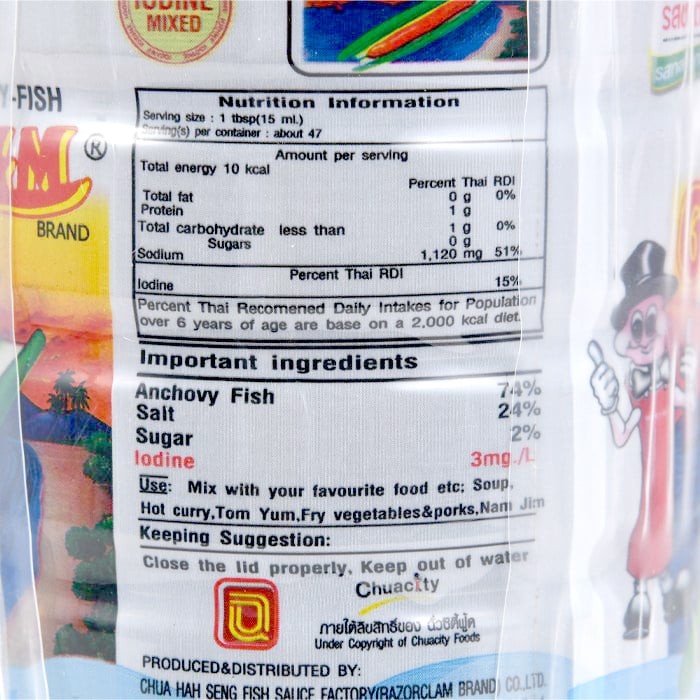 IODINE
MIXED
Y-FISH
EM ®
BRAND
Nutrition Information
Serving size : 1 tbsp(15 ml.)
Serving(s) per container : about 47
Amount per serving
Total energy 10 kcal
Percent Thai RDI
Total fat 0 g 0%
Protein 1 g
Total carbohydrate less than 1 g 0%
Sugars 0 g
Sodium 1,120 mg 51%
Percent Thai RDI
Iodine 15%
Percent Thai Recomened Daily Intakes for Population
over 6 years of age are base on a 2,000 kcal diet.
Important ingredients
Anchovy Fish 74%
Salt 24%
Sugar 2%
Iodine 3mg./L
Use: Mix with your favourite food etc; Soup,
Hot curry,Tom Yum,Fry vegetables&porks,Nam Jim
Keeping Suggestion:
Close the lid properly, Keep out of water
Chuacity
ภายใต้ลิขสิทธิ์ของ ฉั่วซิตี้ฟู้ด
Under Copyright of Chuacity Foods
PRODUCED&DISTRIBUTED BY:
CHUA HAH SENG FISH SAUCE FACTORY(RAZORCLAM BRAND) CO.,LTD.